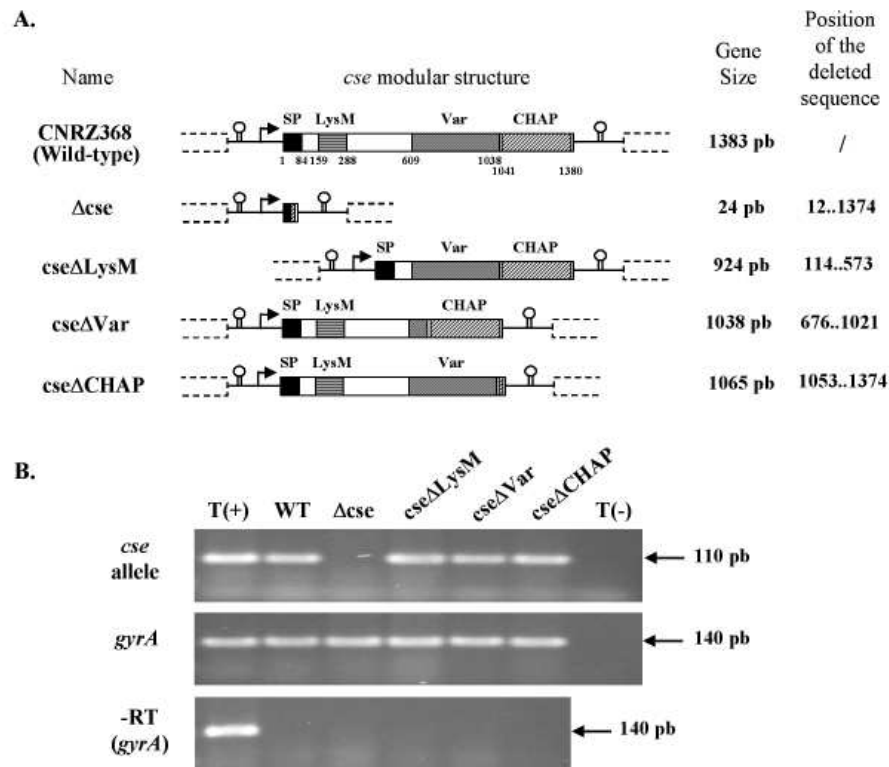 A.
Name
cse modular structure
Gene Size
Position of the deleted sequence
CNRZ368 (Wild-type)
SP LysM Var CHAP
1 84 159 288 609 1038 1041 1380
1383 pb
/
Δcse
24 pb
12..1374
cseΔLysM
SP Var CHAP
924 pb
114..573
cseΔVar
SP LysM CHAP
1038 pb
676..1021
cseΔCHAP
SP LysM Var
1065 pb
1053..1374
B.
T(+) WT Δcse cseΔLysM cseΔVar cseΔCHAP T(-)
cse allele
110 pb
gyrA
140 pb
-RT (gyrA)
140 pb